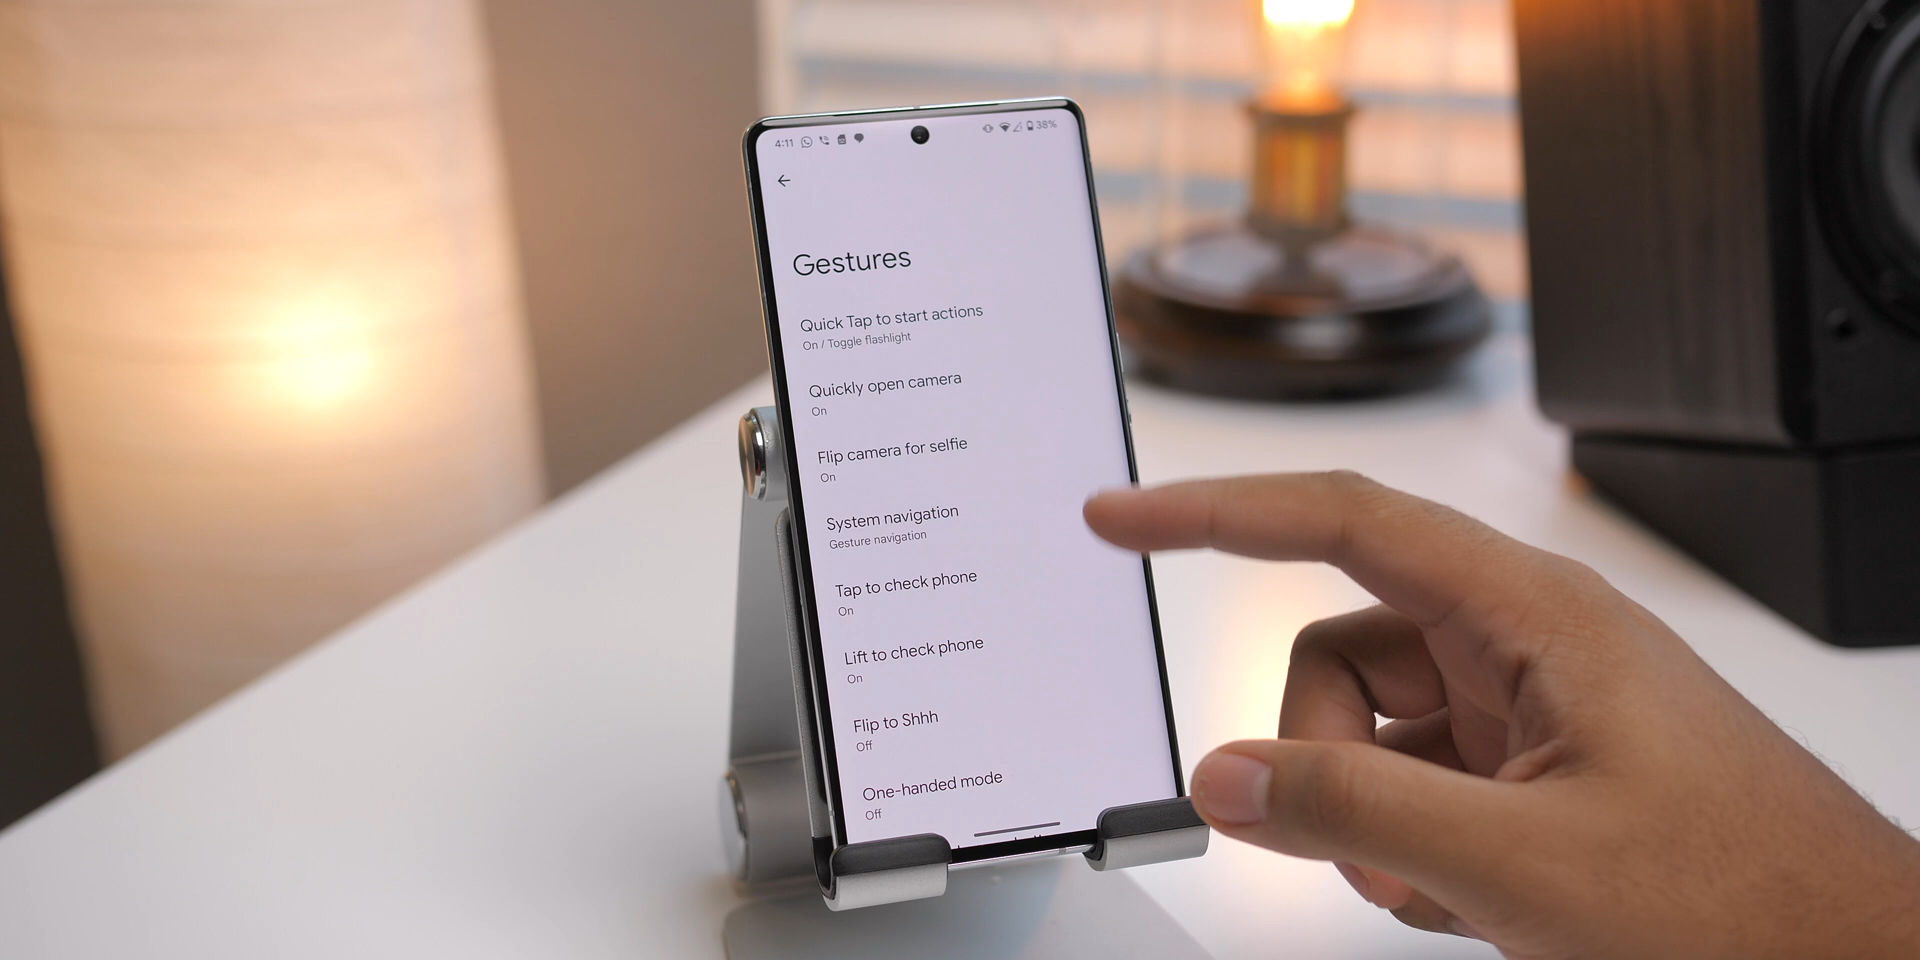 4:11 38%
Gestures
Quick Tap to start actions
On / Toggle flashlight
Quickly open camera
On
Flip camera for selfie
On
System navigation
Gesture navigation
Tap to check phone
On
Lift to check phone
On
Flip to Shhh
Off
One-handed mode
Off